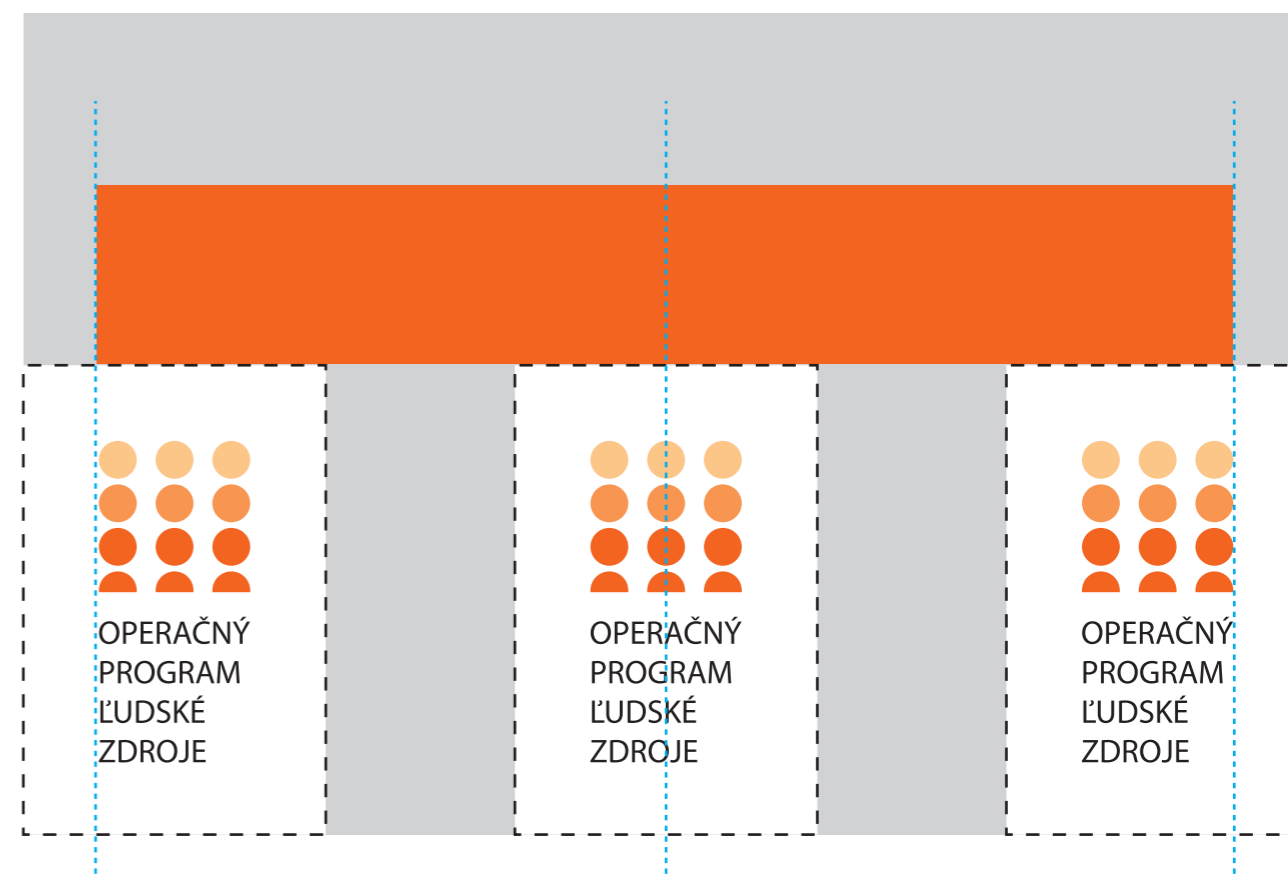 OPERAČNÝ
PROGRAM
ĽUDSKÉ
ZDROJE
OPERAČNÝ
PROGRAM
ĽUDSKÉ
ZDROJE
OPERAČNÝ
PROGRAM
ĽUDSKÉ
ZDROJE